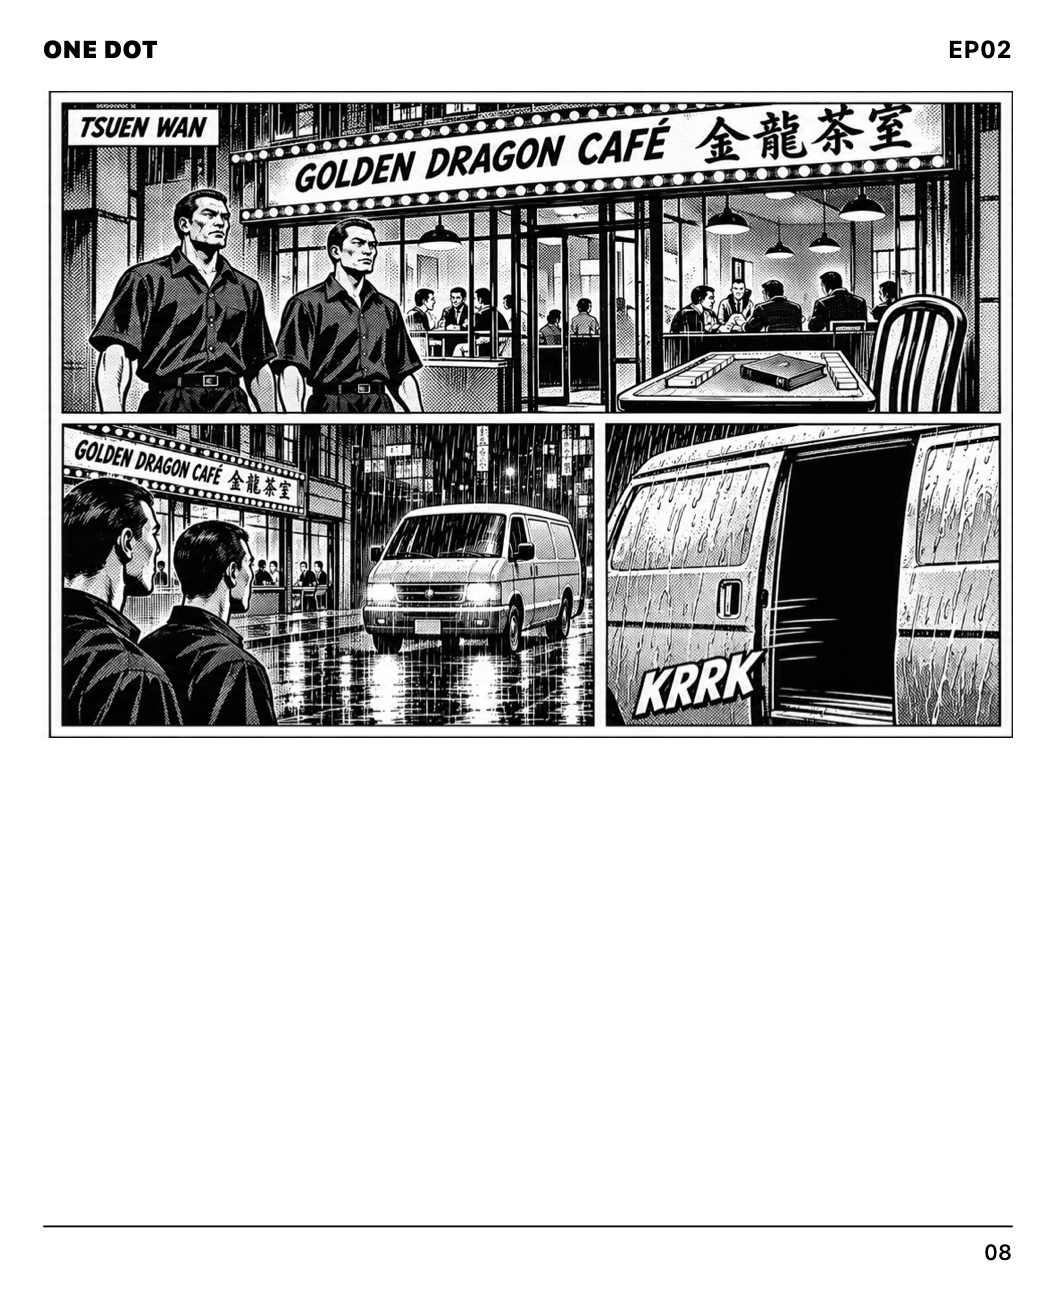 ONE DOT
EP02
TSUEN WAN
GOLDEN DRAGON CAFÉ 金龍茶室
GOLDEN DRAGON CAFÉ 金龍茶室
KRRK
08